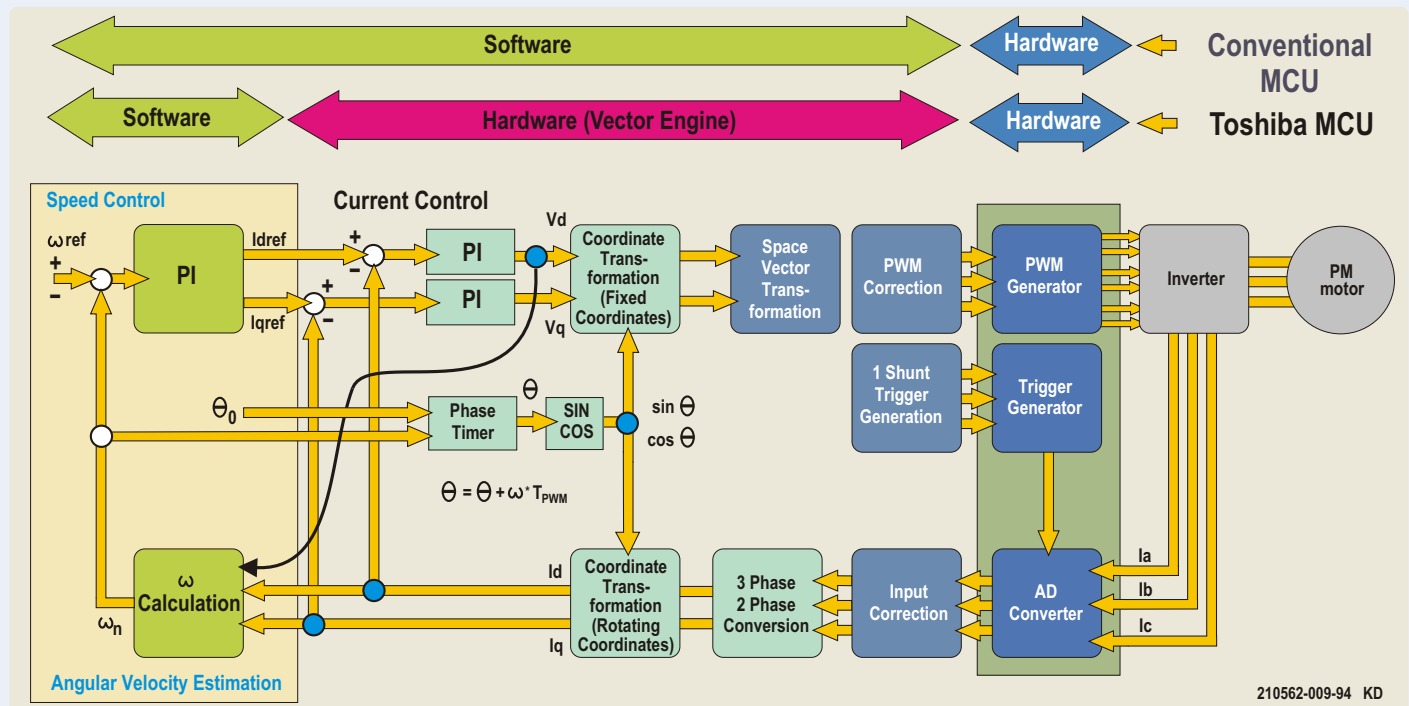 Software
Hardware
Conventional
MCU
Software
Hardware (Vector Engine)
Hardware
Toshiba MCU
Speed Control
Current Control
ω ref
+
−
PI
Idref
Iqref
+
−
+
−
PI
PI
Vd
Vq
Coordinate
Trans-
formation
(Fixed
Coordinates)
Space
Vector
Trans-
formation
PWM
Correction
PWM
Generator
Inverter
PM
motor
1 Shunt
Trigger
Generation
Trigger
Generator
Θ0
Phase
Timer
Θ
SIN
COS
sin Θ
cos Θ
Θ = Θ + ω* TPWM
ω
Calculation
ωn
Id
Iq
Coordinate
Trans-
formation
(Rotating
Coordinates)
3 Phase
2 Phase
Conversion
Input
Correction
AD
Converter
Ia
Ib
Ic
Angular Velocity Estimation
210562-009-94 KD